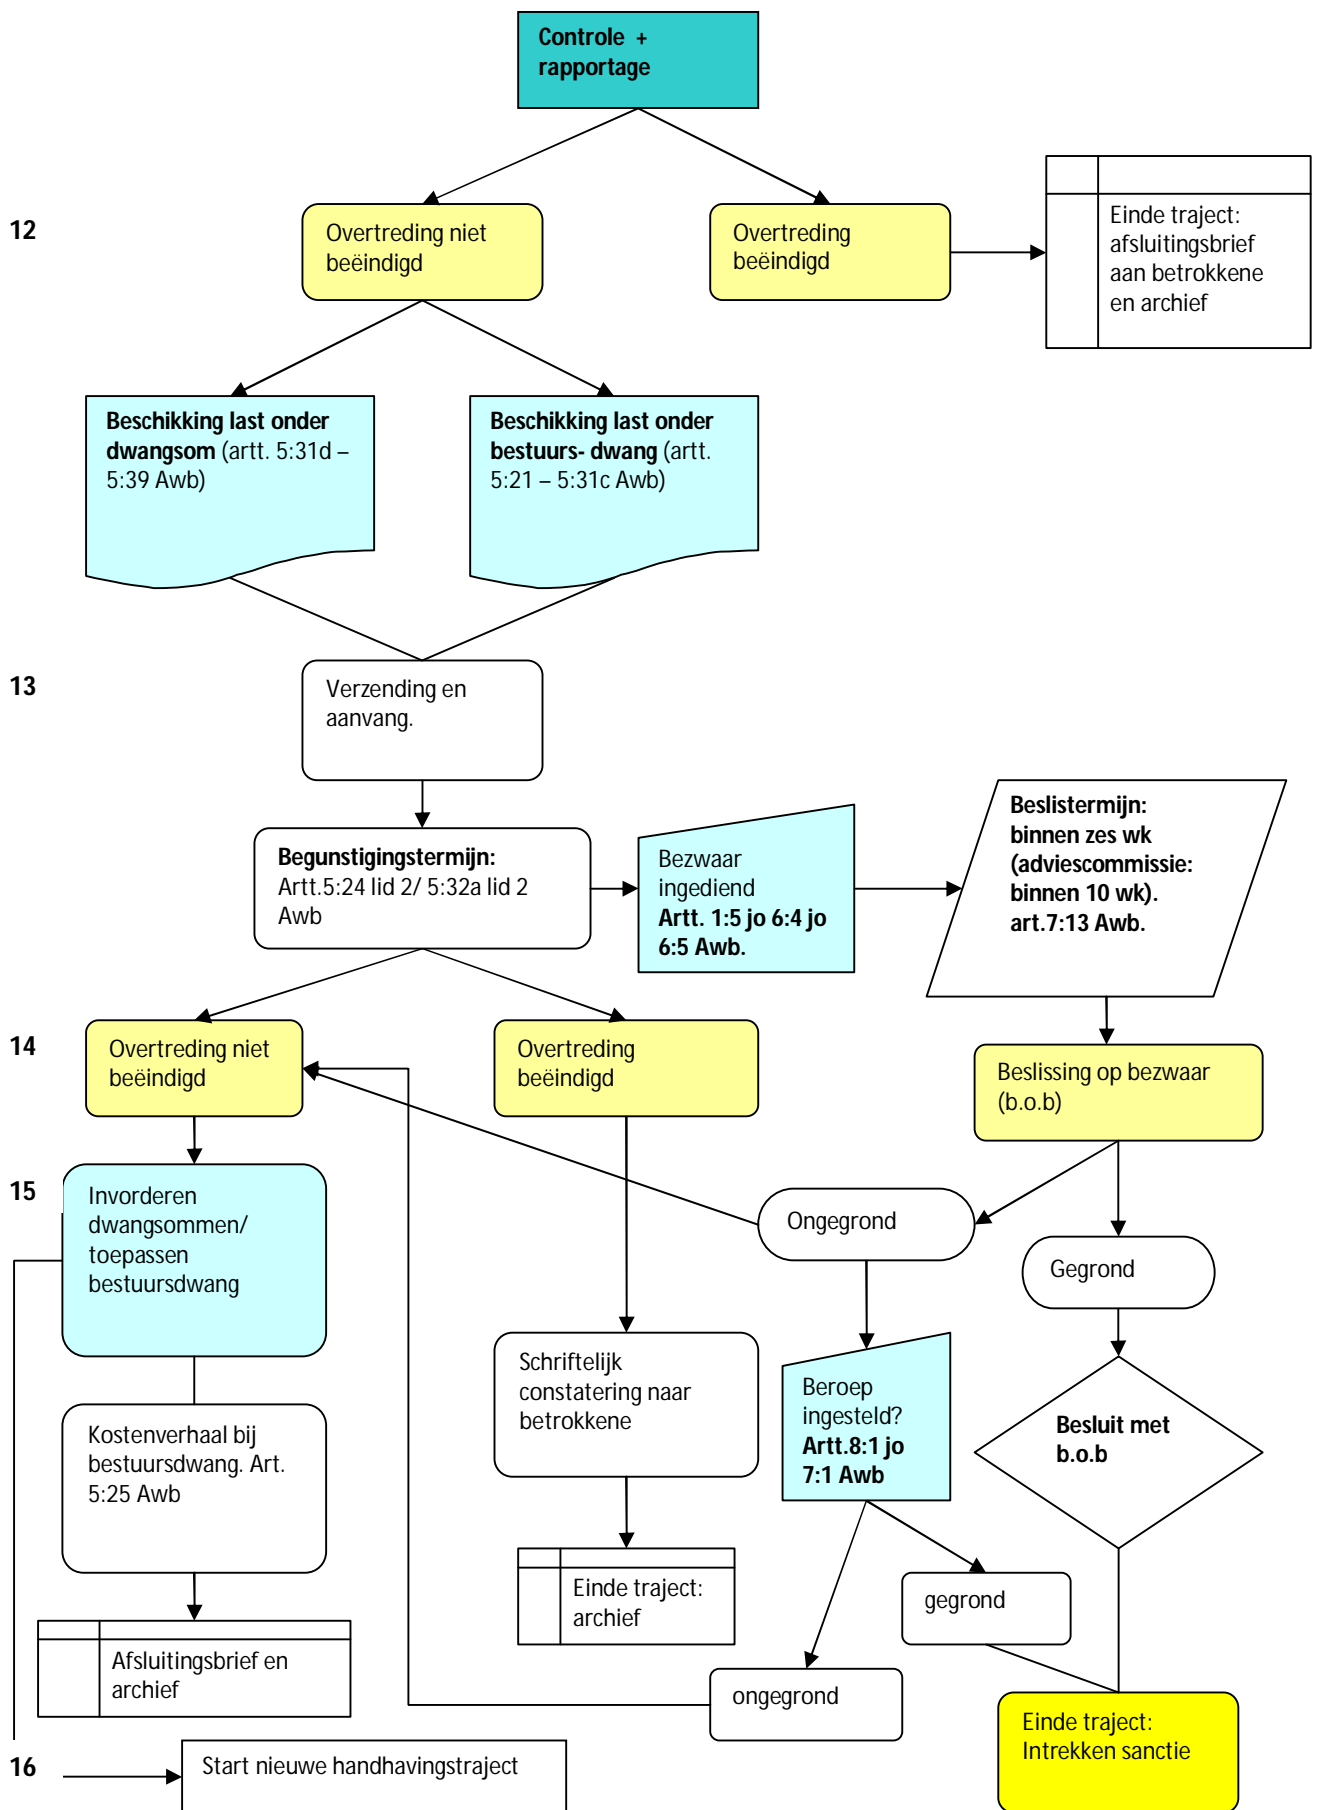 Controle +
rapportage
12
Overtreding niet
beëindigd
Overtreding
beëindigd
Einde traject:
afsluitingsbrief
aan betrokkene
en archief
Beschikking last onder
dwangsom (artt. 5:31d –
5:39 Awb)
Beschikking last onder
bestuurs- dwang (artt.
5:21 – 5:31c Awb)
13
Verzending en
aanvang.
Begunstigingstermijn:
Artt.5:24 lid 2/ 5:32a lid 2
Awb
Bezwaar
ingediend
Artt. 1:5 jo 6:4 jo
6:5 Awb.
Beslistermijn:
binnen zes wk
(adviescommissie:
binnen 10 wk).
art.7:13 Awb.
14
Overtreding niet
beëindigd
Overtreding
beëindigd
Beslissing op bezwaar
(b.o.b)
15
Invorderen
dwangsommen/
toepassen
bestuursdwang
Ongegrond
Gegrond
Schriftelijk
constatering naar
betrokkene
Beroep
ingesteld?
Artt.8:1 jo
7:1 Awb
Besluit met
b.o.b
Kostenverhaal bij
bestuursdwang. Art.
5:25 Awb
Einde traject:
archief
gegrond
Afsluitingsbrief en
archief
ongegrond
Einde traject:
Intrekken sanctie
16
Start nieuwe handhavingstraject